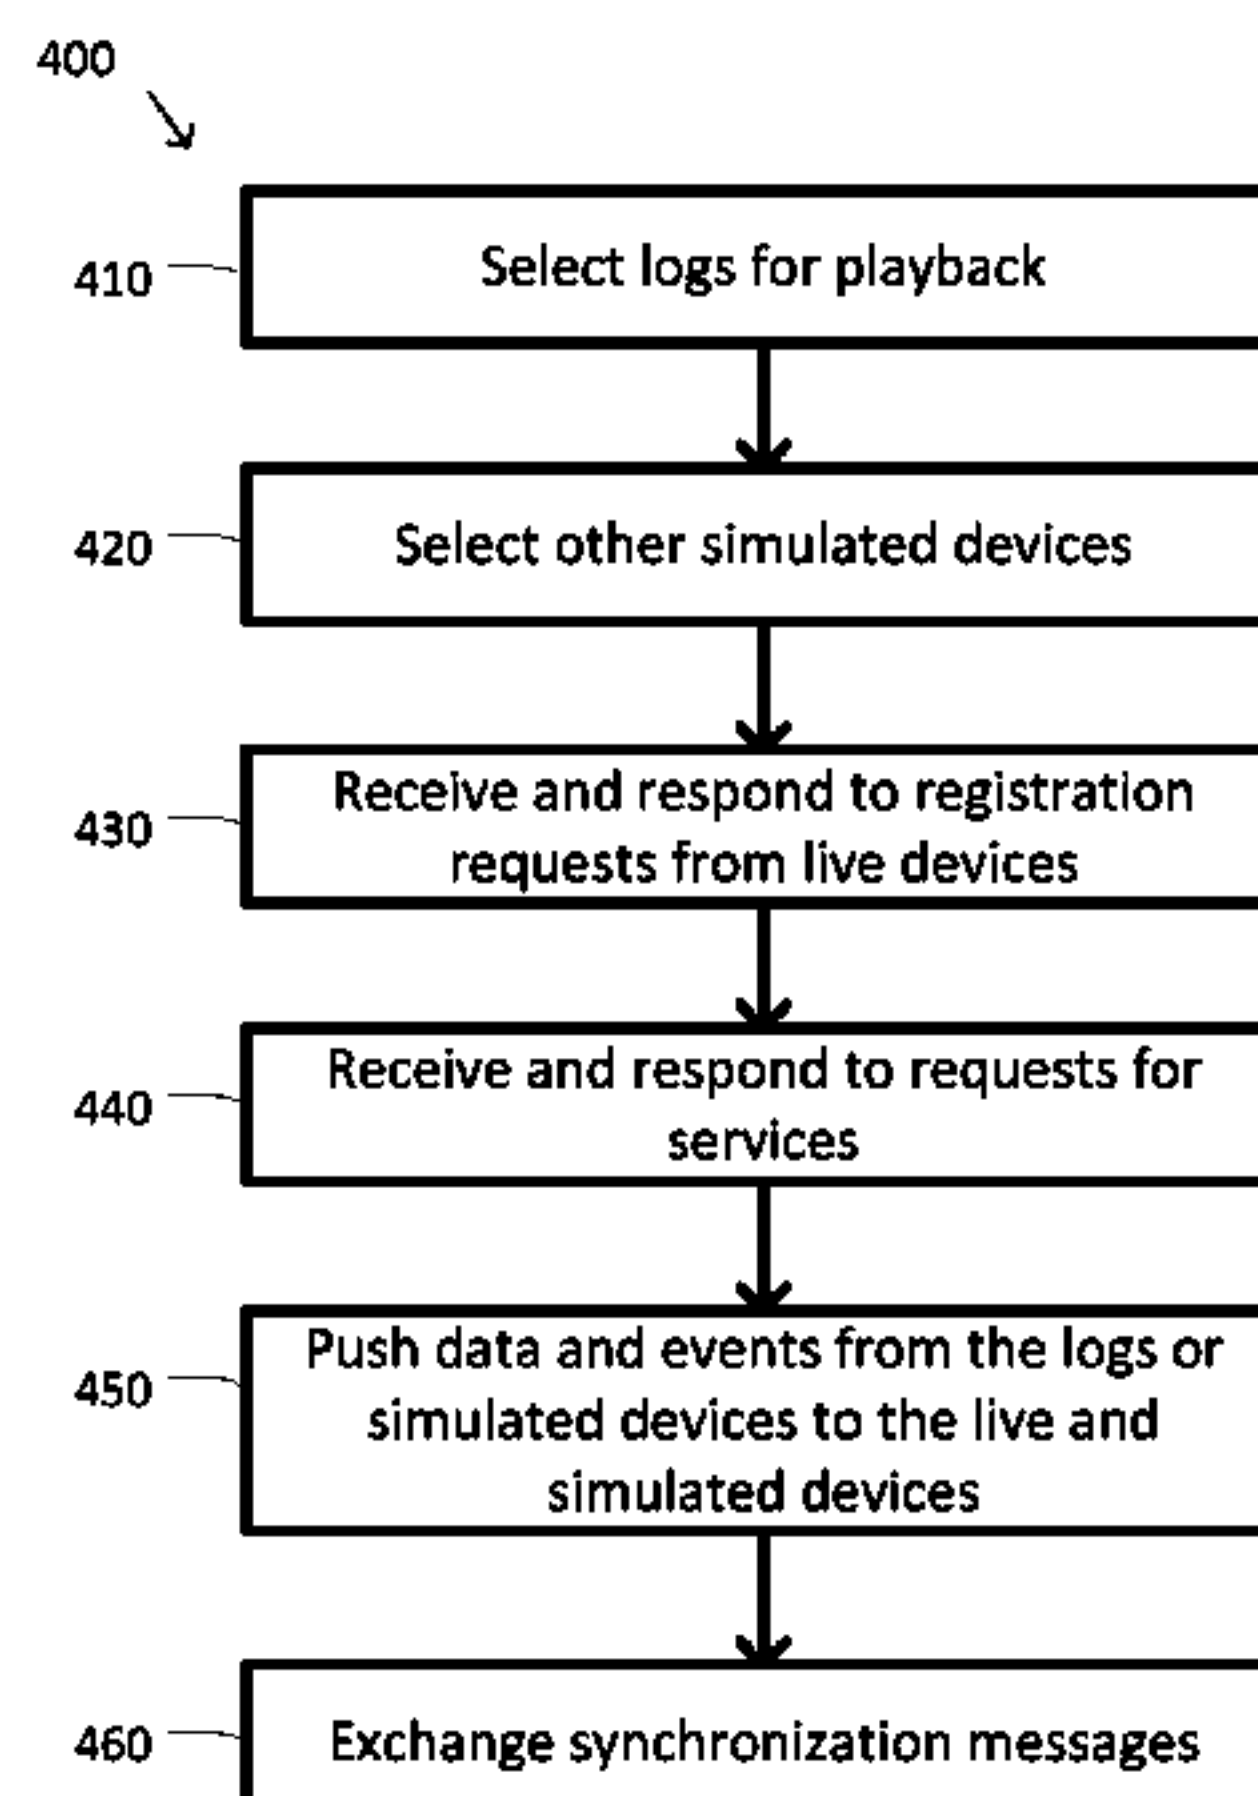 400
410
Select logs for playback
420
Select other simulated devices
430
Receive and respond to registration
requests from live devices
440
Receive and respond to requests for
services
450
Push data and events from the logs or
simulated devices to the live and
simulated devices
460
Exchange synchronization messages